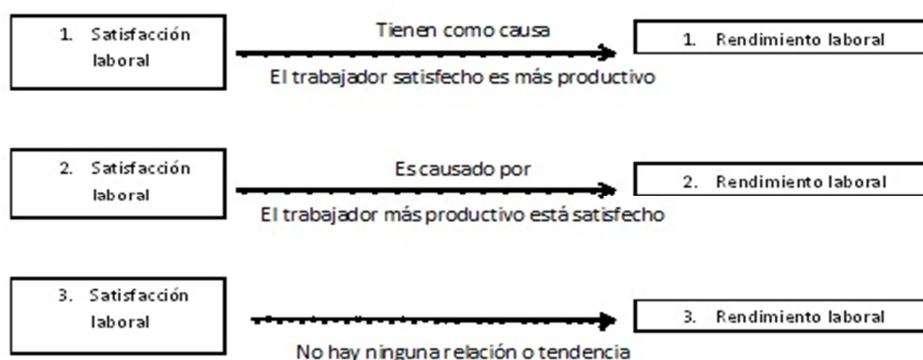 1. Satisfacción
laboral
Tienen como causa
El trabajador satisfecho es más productivo
1. Rendimiento laboral
2. Satisfacción
laboral
Es causado por
El trabajador más productivo está satisfecho
2. Rendimiento laboral
3. Satisfacción
laboral
No hay ninguna relación o tendencia
3. Rendimiento laboral